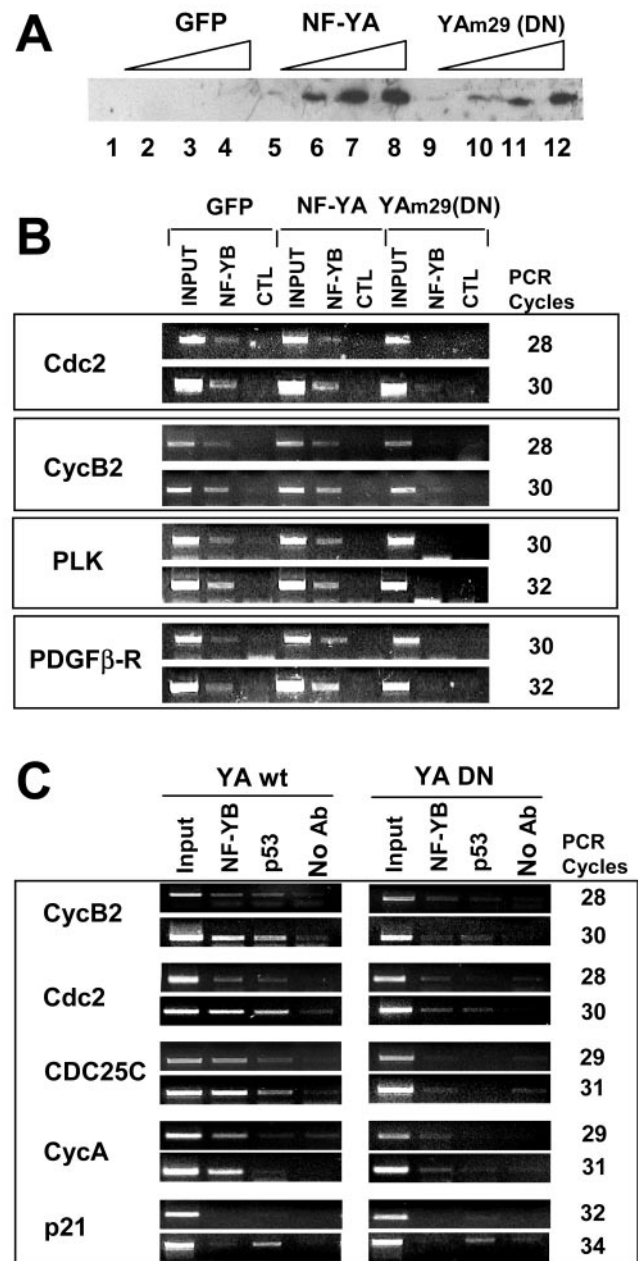 A
GFP NF-YA YAm29 (DN)
1 2 3 4 5 6 7 8 9 10 11 12
B
GFP NF-YA YAm29(DN)
INPUT NF-YB CTL INPUT NF-YB CTL INPUT NF-YB CTL
PCR
Cycles
Cdc2
28
30
CycB2
28
30
PLK
30
32
PDGFβ-R
30
32
C
YA wt YA DN
Input NF-YB p53 No Ab Input NF-YB p53 No Ab
PCR
Cycles
CycB2
28
30
Cdc2
28
30
CDC25C
29
31
CycA
29
31
p21
32
34